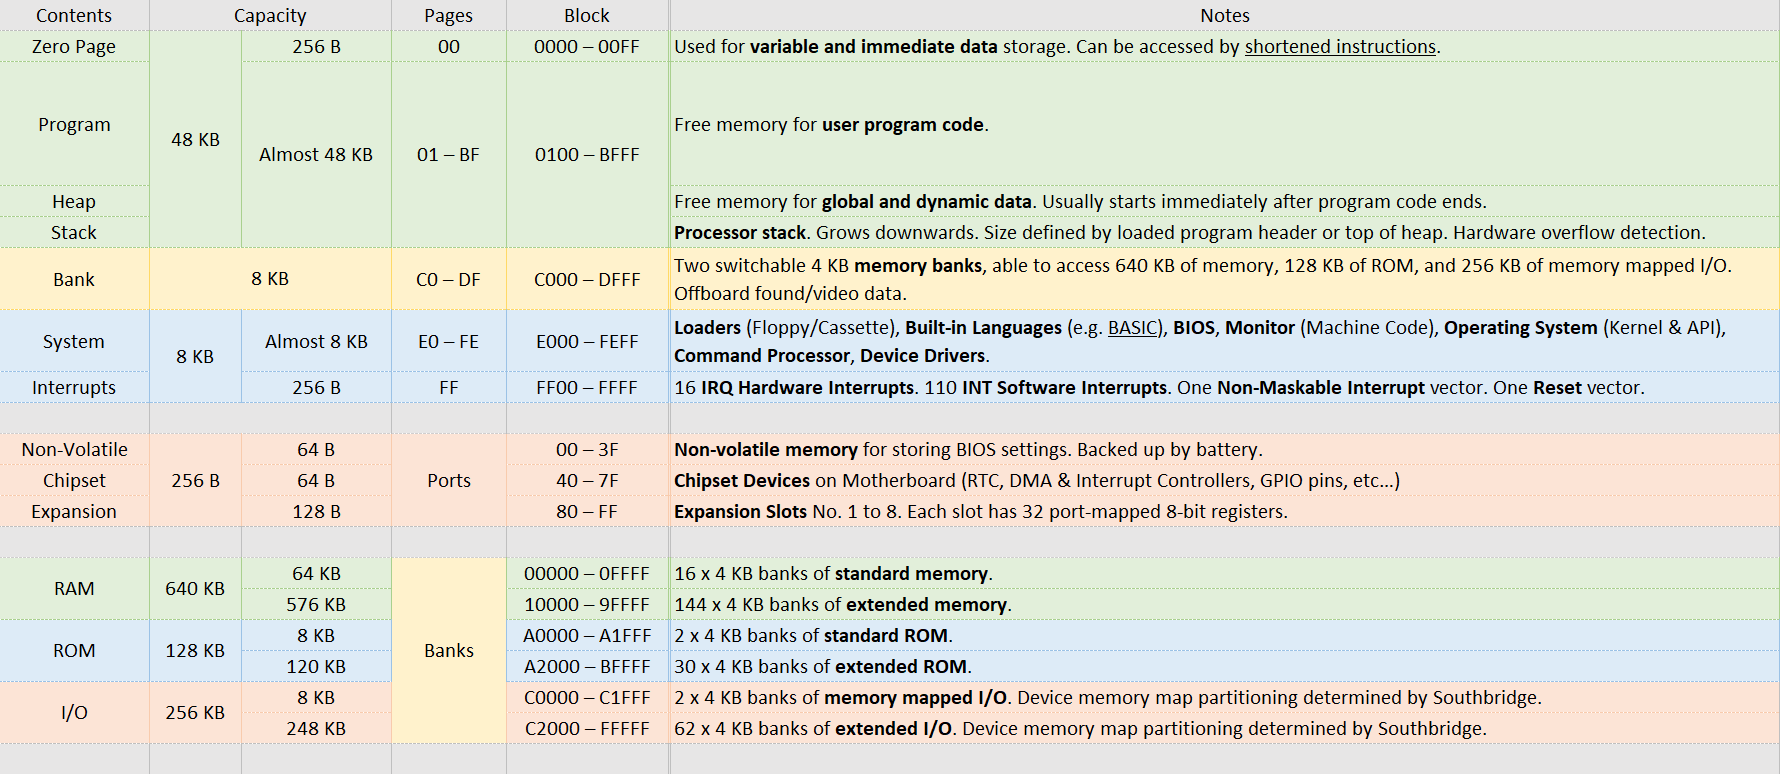 Contents Capacity Pages Block Notes
Zero Page 256 B 00 0000 – 00FF Used for variable and immediate data storage. Can be accessed by shortened instructions.
Program 48 KB Almost 48 KB 01 – BF 0100 – BFFF Free memory for user program code.
Heap Free memory for global and dynamic data. Usually starts immediately after program code ends.
Stack Processor stack. Grows downwards. Size defined by loaded program header or top of heap. Hardware overflow detection.
Bank 8 KB C0 – DF C000 – DFFF Two switchable 4 KB memory banks, able to access 640 KB of memory, 128 KB of ROM, and 256 KB of memory mapped I/O.
Offboard found/video data.
System 8 KB Almost 8 KB E0 – FE E000 – FEFF Loaders (Floppy/Cassette), Built-in Languages (e.g. BASIC), BIOS, Monitor (Machine Code), Operating System (Kernel & API),
Command Processor, Device Drivers.
Interrupts 256 B FF FF00 – FFFF 16 IRQ Hardware Interrupts. 110 INT Software Interrupts. One Non-Maskable Interrupt vector. One Reset vector.
Non-Volatile 64 B 00 – 3F Non-volatile memory for storing BIOS settings. Backed up by battery.
Chipset 256 B 64 B Ports 40 – 7F Chipset Devices on Motherboard (RTC, DMA & Interrupt Controllers, GPIO pins, etc...)
Expansion 128 B 80 – FF Expansion Slots No. 1 to 8. Each slot has 32 port-mapped 8-bit registers.
RAM 640 KB 64 KB 00000 – 0FFFF 16 x 4 KB banks of standard memory.
576 KB 10000 – 9FFFF 144 x 4 KB banks of extended memory.
ROM 128 KB 8 KB Banks A0000 – A1FFF 2 x 4 KB banks of standard ROM.
120 KB A2000 – BFFFF 30 x 4 KB banks of extended ROM.
I/O 256 KB 8 KB C0000 – C1FFF 2 x 4 KB banks of memory mapped I/O. Device memory map partitioning determined by Southbridge.
248 KB C2000 – FFFFF 62 x 4 KB banks of extended I/O. Device memory map partitioning determined by Southbridge.